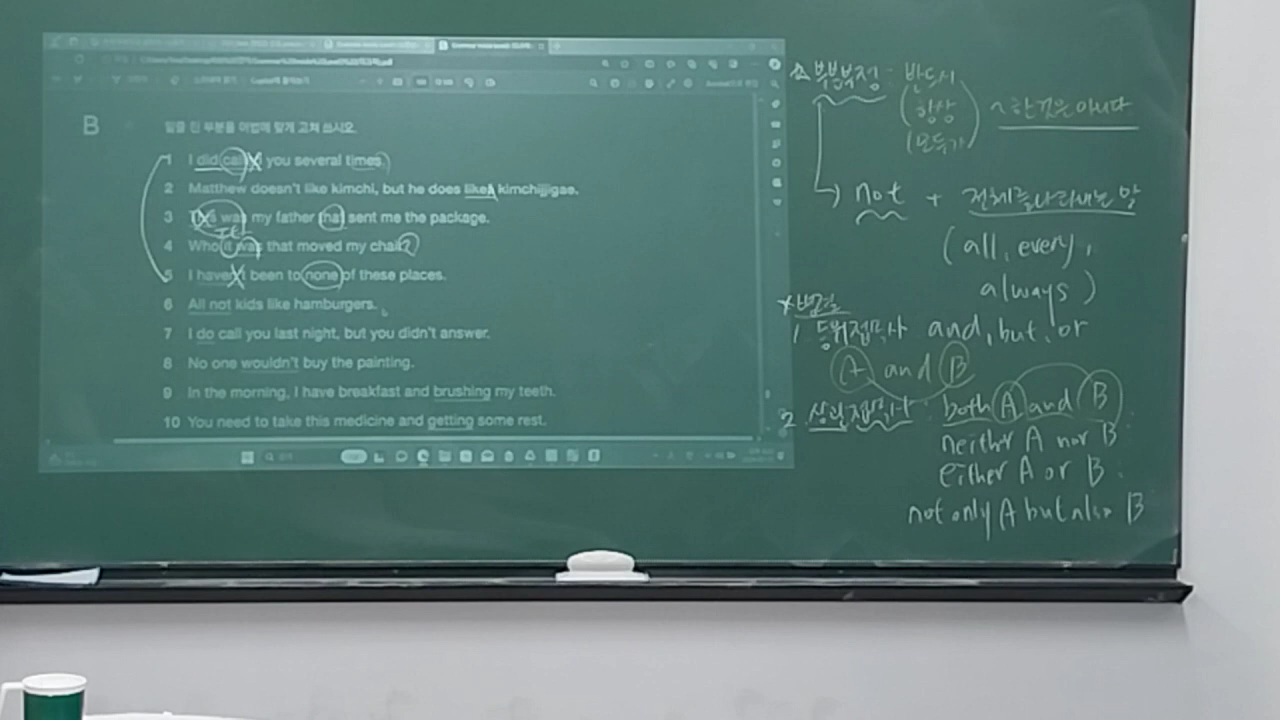 B 밑줄 친 부분을 어법에 맞게 고쳐 쓰시오.
1 I did call you several times.
2 Matthew doesn't like kimchi, but he does like kimchijjigae.
3 This was my father that sent me the package.
It
4 Who it was that moved my chair?
5 I haven't been to none of these places.
6 All not kids like hamburgers.
7 I do call you last night, but you didn't answer.
8 No one wouldn't buy the painting.
9 In the morning, I have breakfast and brushing my teeth.
10 You need to take this medicine and getting some rest.
☆부분부정: 반드시
항상 ~한 것은 아니다
모두가
not + 전체를 나타내는 말
(all, every,
always)
*병렬
1. 등위접속사 and, but, or
A and B
2. 상관접속사: both A and B
neither A nor B
either A or B
not only A but also B